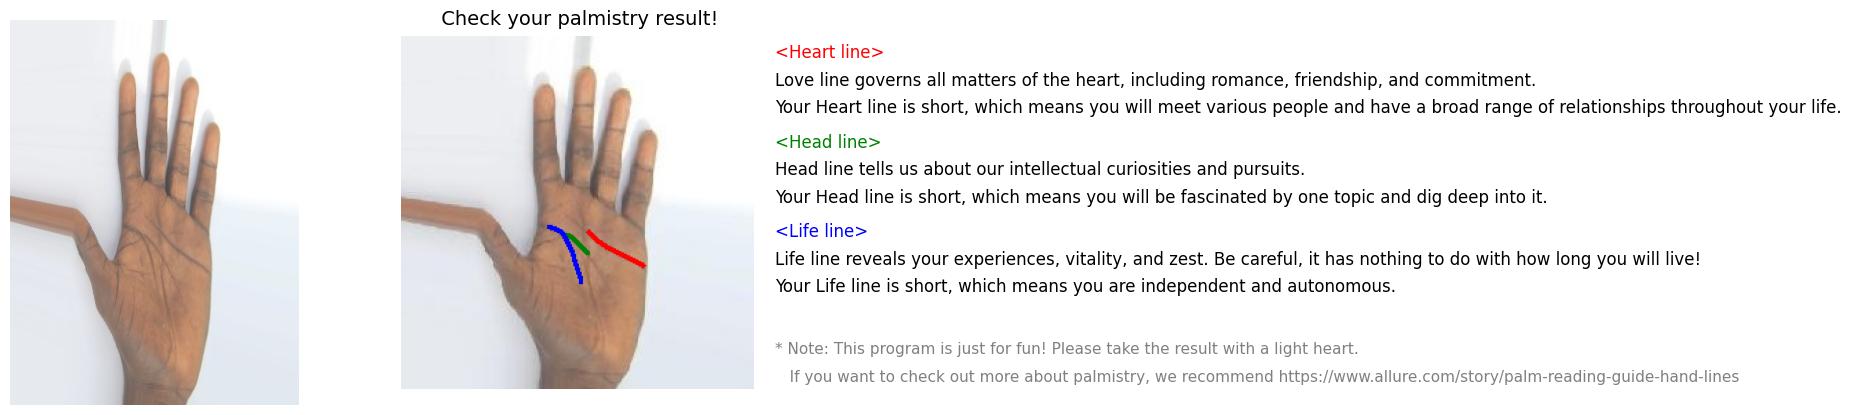 Check your palmistry result!
<Heart line>
Love line governs all matters of the heart, including romance, friendship, and commitment.
Your Heart line is short, which means you will meet various people and have a broad range of relationships throughout your life.
<Head line>
Head line tells us about our intellectual curiosities and pursuits.
Your Head line is short, which means you will be fascinated by one topic and dig deep into it.
<Life line>
Life line reveals your experiences, vitality, and zest. Be careful, it has nothing to do with how long you will live!
Your Life line is short, which means you are independent and autonomous.
* Note: This program is just for fun! Please take the result with a light heart.
If you want to check out more about palmistry, we recommend https://www.allure.com/story/palm-reading-guide-hand-lines